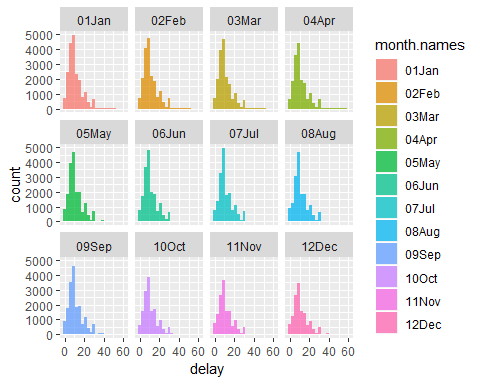 01Jan 02Feb 03Mar 04Apr
5000
4000
3000
2000
1000
0
05May 06Jun 07Jul 08Aug
5000
4000
3000
2000
1000
0
09Sep 10Oct 11Nov 12Dec
5000
4000
3000
2000
1000
0
0 20 40 60 0 20 40 60 0 20 40 60 0 20 40 60
delay
count
month.names
01Jan
02Feb
03Mar
04Apr
05May
06Jun
07Jul
08Aug
09Sep
10Oct
11Nov
12Dec